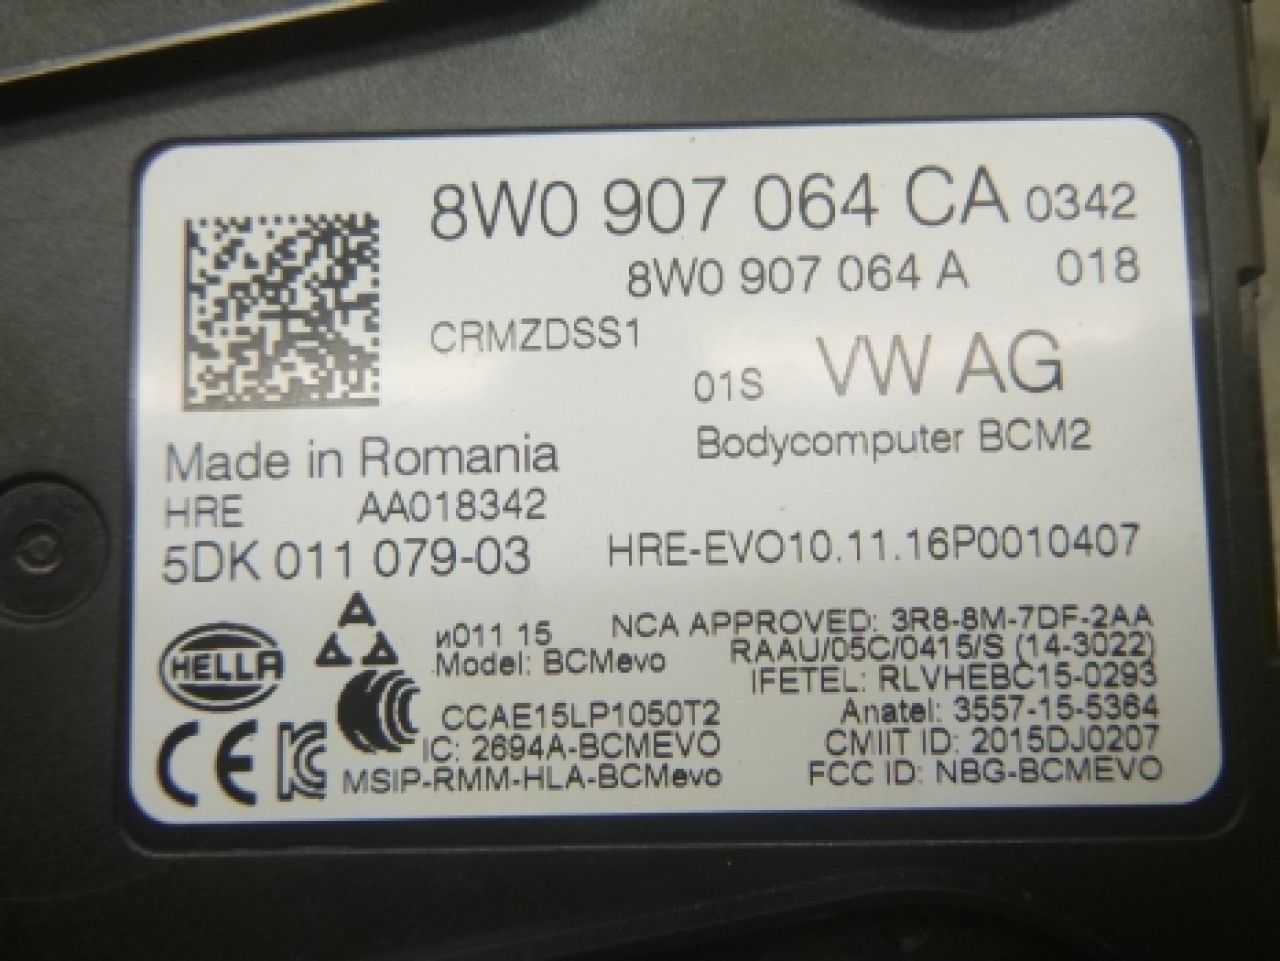 8W0 907 064 CA 0342
8W0 907 064 A 018
CRMZDSS1
01S VW AG
Bodycomputer BCM2
Made in Romania
HRE AA018342
5DK 011 079-03
HRE-EVO10.11.16P0010407
HELLA
и011 15
Model: BCMevo
CCAE15LP1050T2
IC: 2694A-BCMEVO
MSIP-RMM-HLA-BCMevo
NCA APPROVED: 3R8-8M-7DF-2AA
RAAU/05C/0415/S (14-3022)
IFETEL: RLVHEBC15-0293
Anatel: 3557-15-5364
CMIIT ID: 2015DJ0207
FCC ID: NBG-BCMEVO
CE